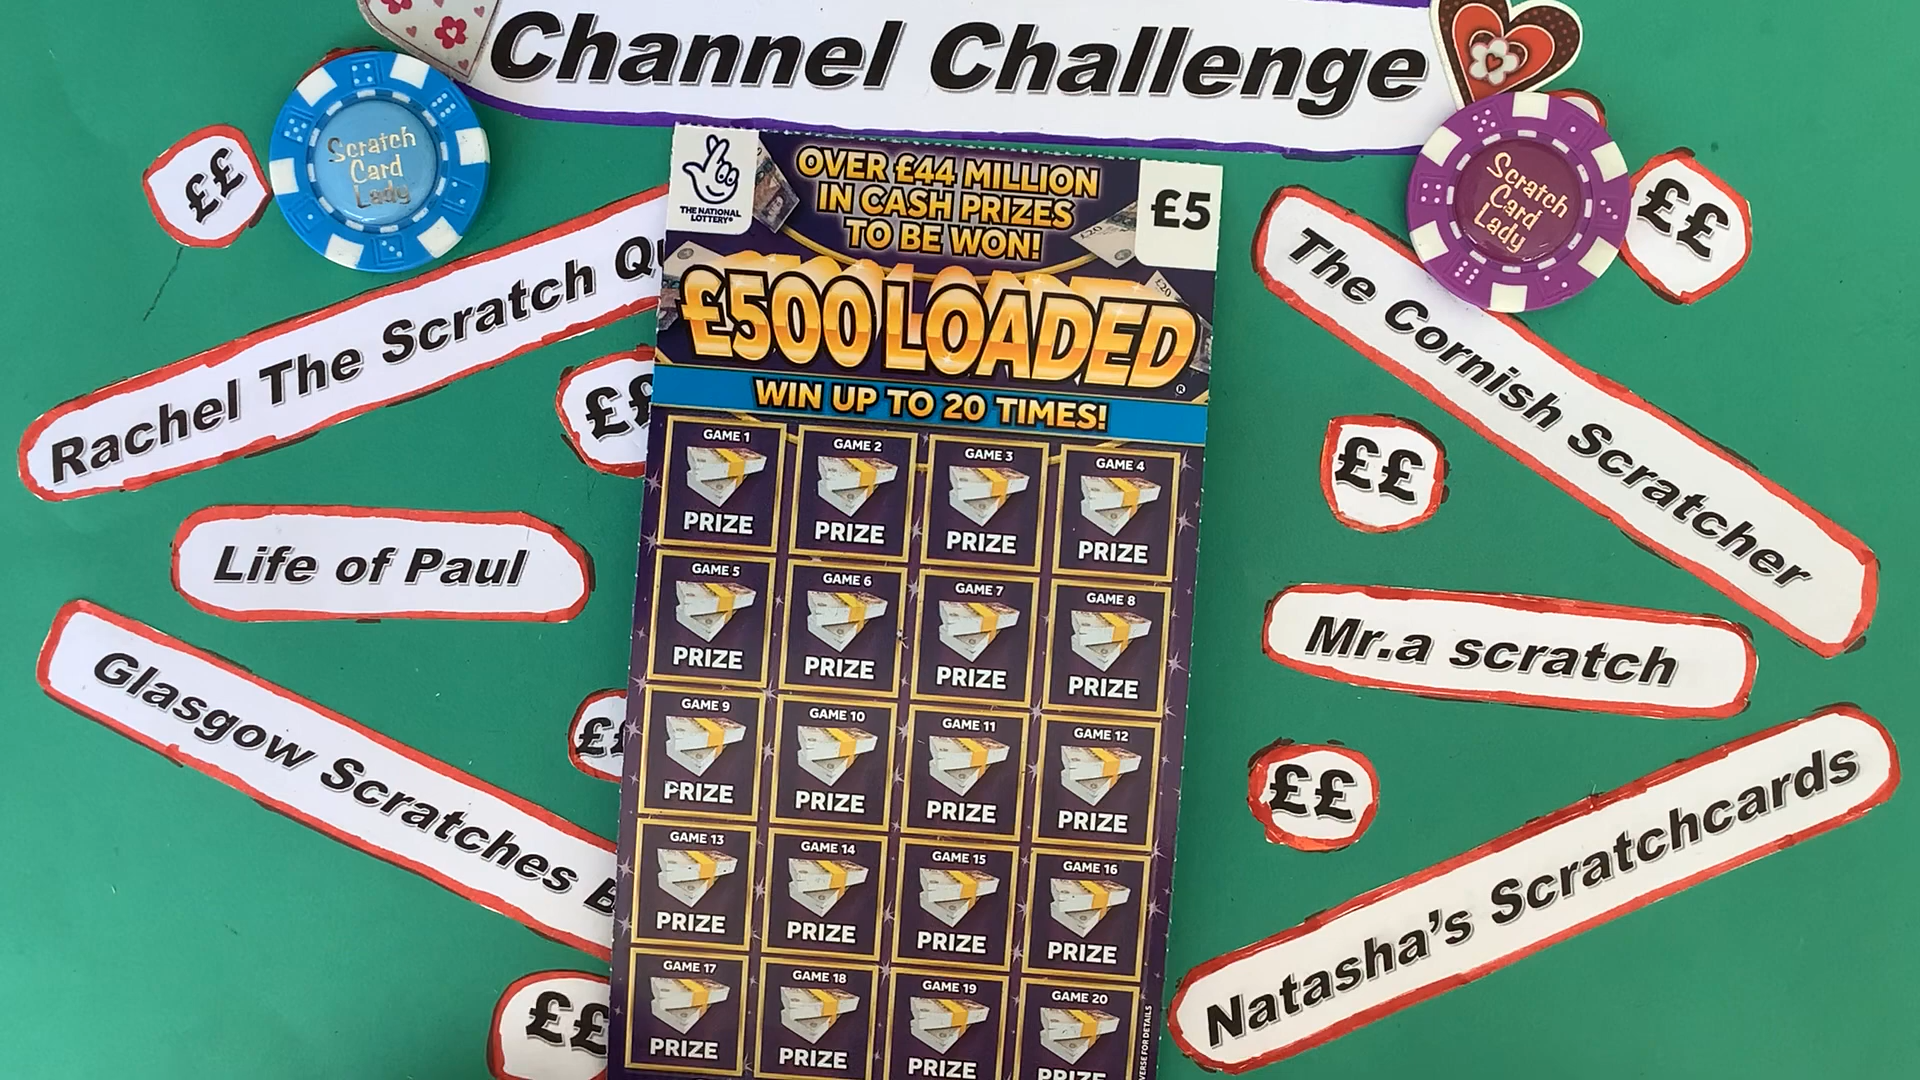 Channel Challenge
££
Scratch
Card
Lady
Rachel The Scratch
££
Life of Paul
Glasgow Scratches
££
££
THE NATIONAL
LOTTERY®
OVER £44 MILLION
IN CASH PRIZES
TO BE WON!
£5
£500 LOADED®
WIN UP TO 20 TIMES!
GAME 1
PRIZE
GAME 2
PRIZE
GAME 3
PRIZE
GAME 4
PRIZE
GAME 5
PRIZE
GAME 6
PRIZE
GAME 7
PRIZE
GAME 8
PRIZE
GAME 9
PRIZE
GAME 10
PRIZE
GAME 11
PRIZE
GAME 12
PRIZE
GAME 13
PRIZE
GAME 14
PRIZE
GAME 15
PRIZE
GAME 16
PRIZE
GAME 17
PRIZE
GAME 18
PRIZE
GAME 19
PRIZE
GAME 20
PRIZE
FOR DETAILS
Scratch
Card
Lady
££
The Cornish Scratcher
££
Mr.a scratch
££
Natasha's Scratchcards